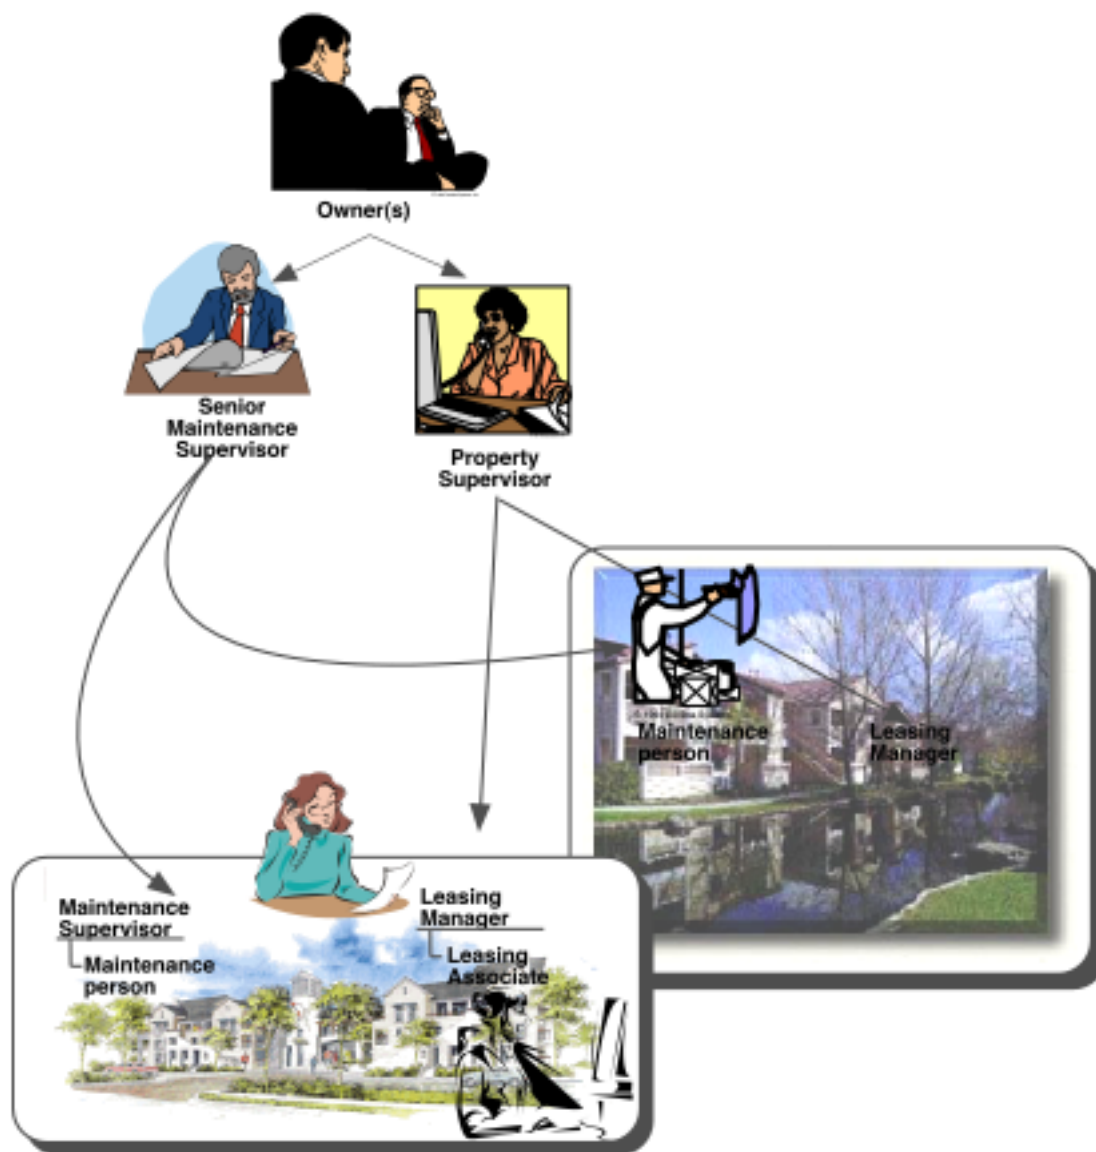 Owner(s)
Senior
Maintenance
Supervisor
Property
Supervisor
Maintenance
person
Leasing
Manager
Maintenance
Supervisor
Maintenance
person
Leasing
Manager
Leasing
Associate